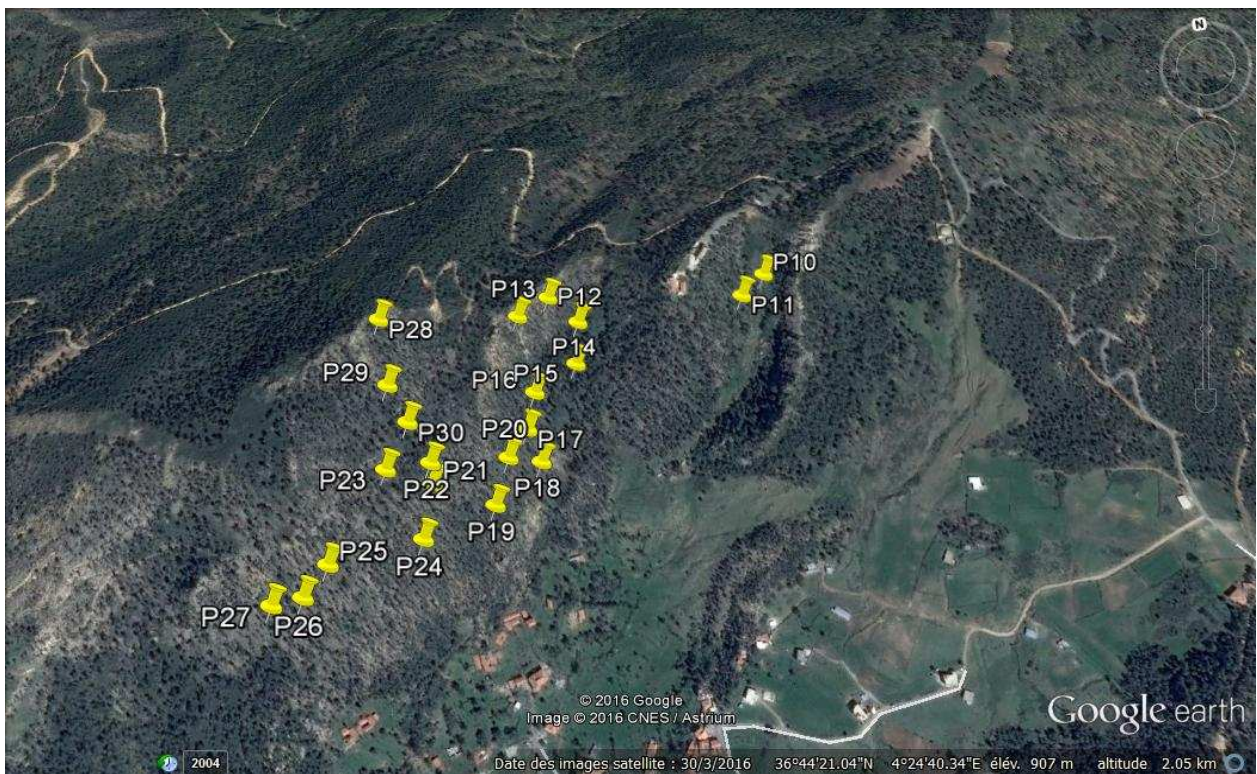 N
P10
P11
P13
P12
P28
P14
P29
P16
P15
P30
P20
P17
P23
P21
P22
P18
P19
P25
P24
P27
P26
© 2016 Google
Image © 2016 CNES / Astrium
Google earth
2004
Date des images satellite : 30/3/2016 36°44'21.04"N 4°24'40.34"E élév. 907 m altitude 2.05 km